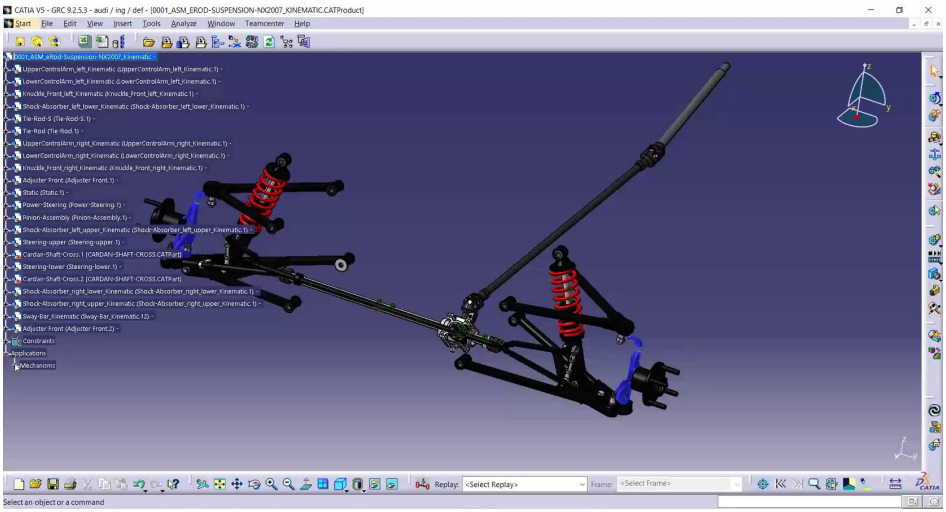 CATIA V5 - GRC 9.2.5.3 - audi / ing / def - [0001_ASM_EROD-SUSPENSION-NX2007_KINEMATIC.CATProduct]
Start File Edit View Insert Tools Analyze Window Teamcenter Help
0001_ASM_eRod-Suspension-NX2007_Kinematic -
UpperControlArm_left_Kinematic (UpperControlArm_left_Kinematic.1) -
LowerControlArm_left_Kinematic (LowerControlArm_left_Kinematic.1) -
Knuckle_Front_left_Kinematic (Knuckle_Front_left_Kinematic.1) -
Shock-Absorber_left_lower_Kinematic (Shock-Absorber_left_lower_Kinematic.1) -
Tie-Rod-S (Tie-Rod-S.1) -
Tie-Rod (Tie-Rod.1) -
UpperControlArm_right_Kinematic (UpperControlArm_right_Kinematic.1) -
LowerControlArm_right_Kinematic (LowerControlArm_right_Kinematic.1) -
Knuckle_Front_right_Kinematic (Knuckle_Front_right_Kinematic.1) -
Adjuster Front (Adjuster Front.1) -
Static (Static.1) -
Power-Steering (Power-Steering.1) -
Pinion-Assembly (Pinion-Assembly.1) -
Shock-Absorber_left_upper_Kinematic (Shock-Absorber_left_upper_Kinematic.1) -
Steering-upper (Steering-upper.1) -
Cardan-Shaft-Cross.1 [CARDAN-SHAFT-CROSS.CATPart]
Steering-lower (Steering-lower.1) -
Cardan-Shaft-Cross.2 [CARDAN-SHAFT-CROSS.CATPart]
Shock-Absorber_right_lower_Kinematic (Shock-Absorber_right_lower_Kinematic.1) -
Shock-Absorber_right_upper_Kinematic (Shock-Absorber_right_upper_Kinematic.1) -
Sway-Bar_Kinematic (Sway-Bar_Kinematic.12) -
Adjuster Front (Adjuster Front.2) -
Constraints
Applications
Mechanisms
z
y
x
z
y
Replay: <Select Replay> Frame: <Select Frame>
CATIA
Select an object or a command